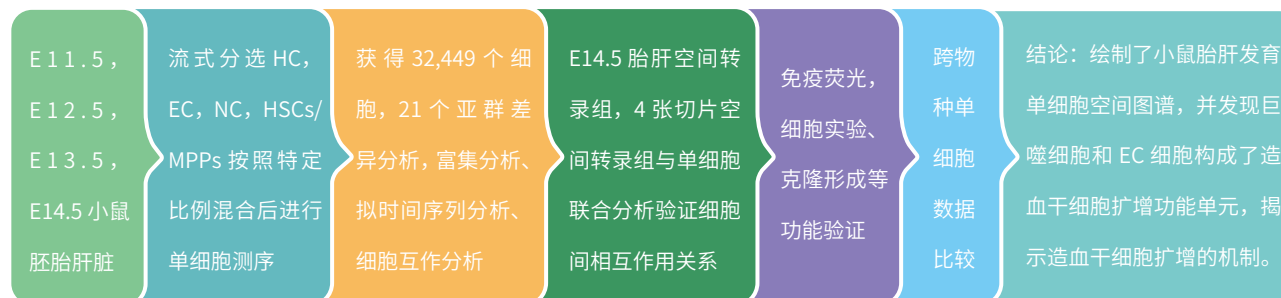 E11.5，
E12.5，
E13.5，
E14.5 小鼠
胚胎肝脏
流式分选 HC，
EC，NC，HSCs/
MPPs 按照特定
比例混合后进行
单细胞测序
获得 32,449 个细
胞，21 个亚群差
异分析，富集分析、
拟时间序列分析、
细胞互作分析
E14.5 胎肝空间转
录组，4 张切片空
间转录组与单细胞
联合分析验证细胞
间相互作用关系
免疫荧光，
细胞实验、
克隆形成等
功能验证
跨物
种单
细胞
数据
比较
结论：绘制了小鼠胎肝发育
单细胞空间图谱，并发现巨
噬细胞和 EC 细胞构成了造
血干细胞扩增功能单元，揭
示造血干细胞扩增的机制。